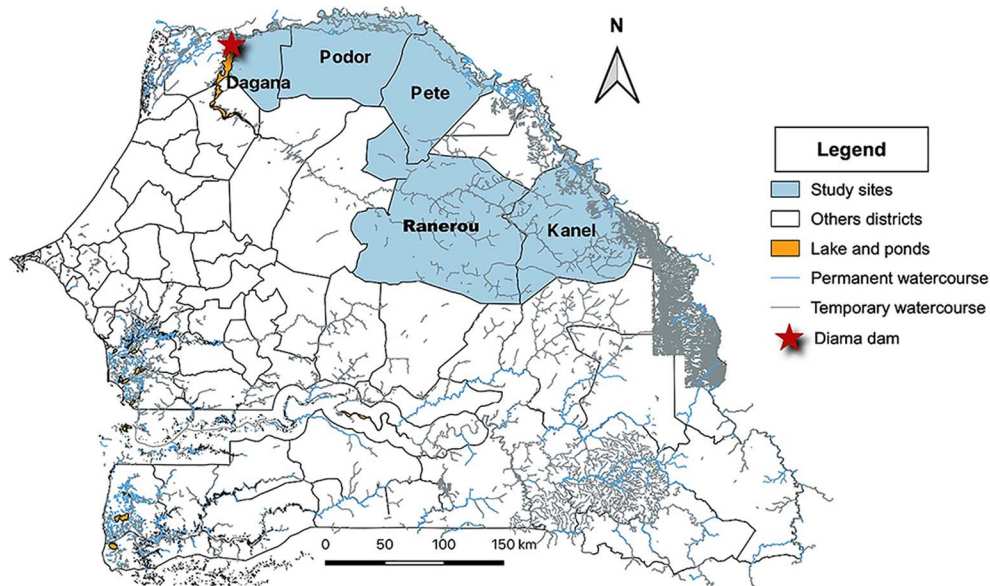 N
Podor
Dagana
Pete
Ranerou
Kanel
Legend
Study sites
Others districts
Lake and ponds
Permanent watercourse
Temporary watercourse
Diama dam
0 50 100 150 km